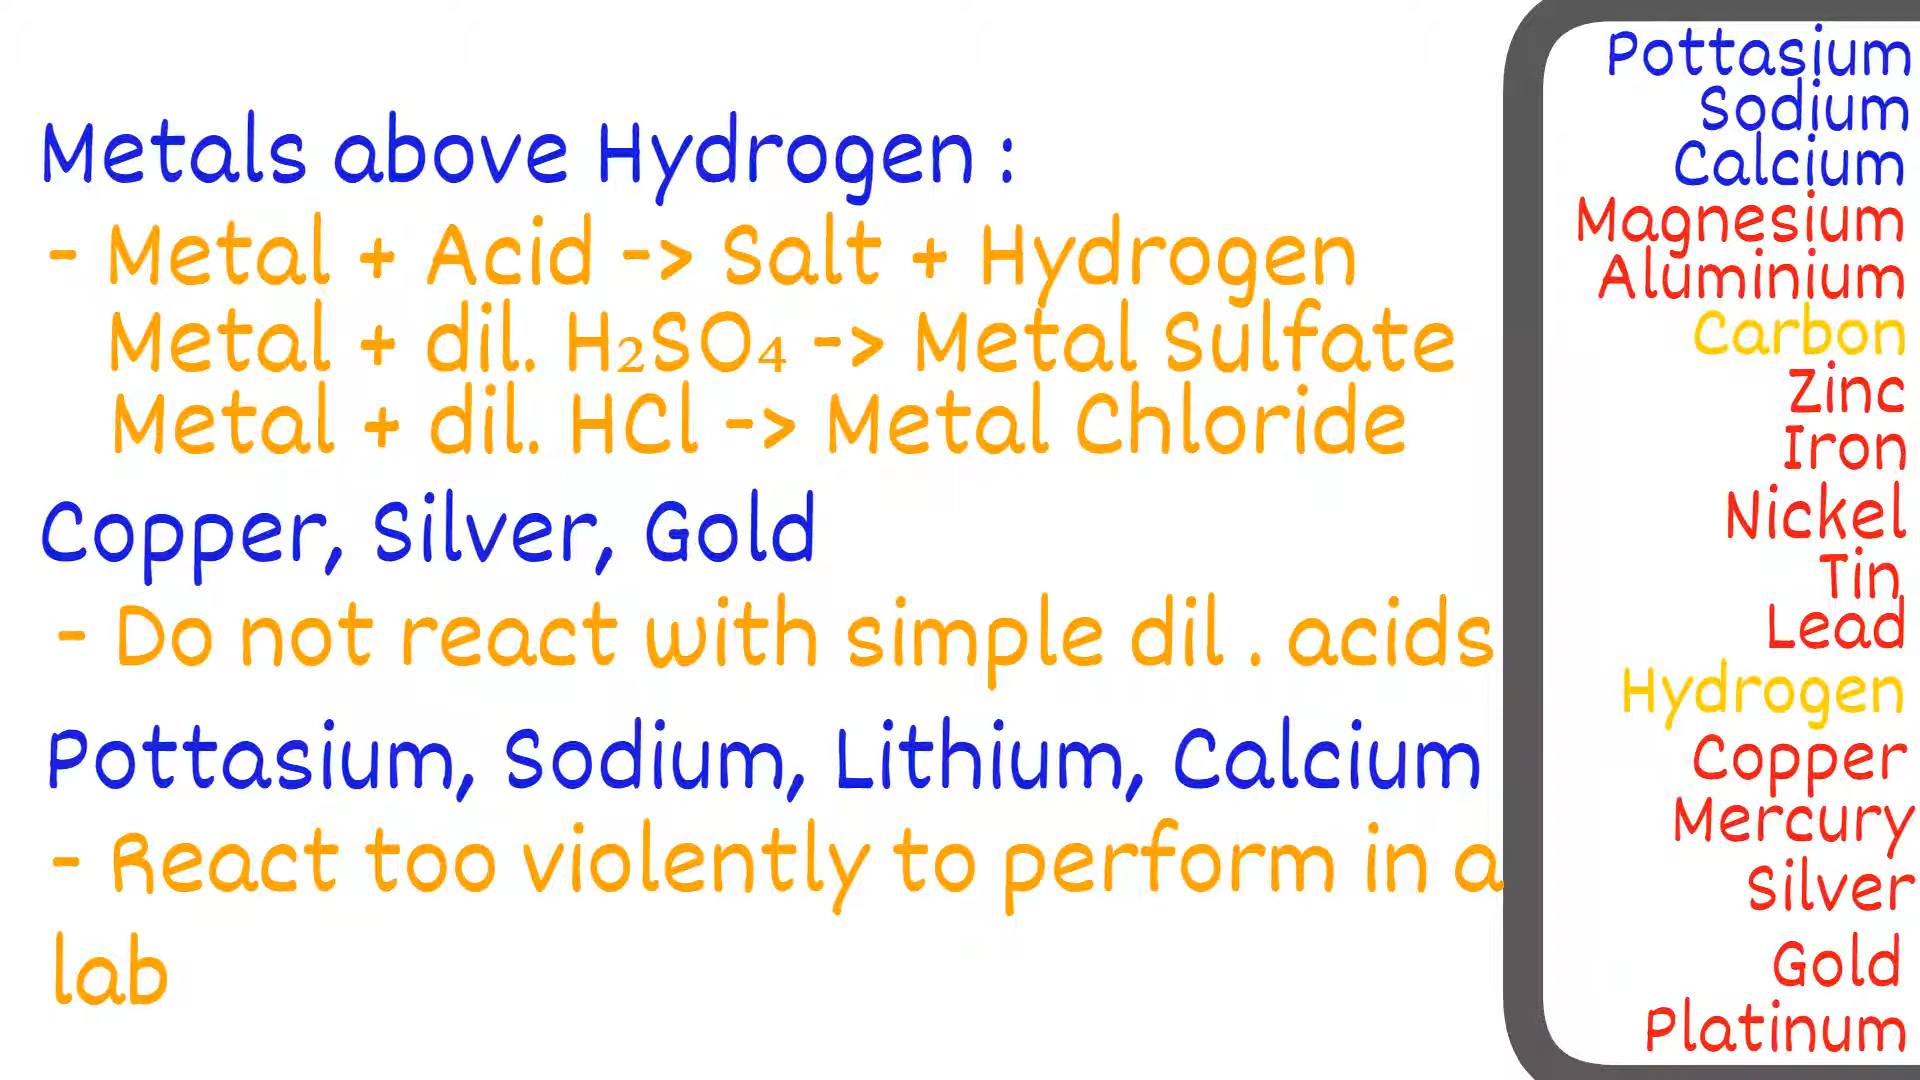 Metals above Hydrogen :
- Metal + Acid -> Salt + Hydrogen
Metal + dil. H₂SO₄ -> Metal Sulfate
Metal + dil. HCl -> Metal Chloride
Copper, Silver, Gold
- Do not react with simple dil . acids
Pottasium, Sodium, Lithium, Calcium
- React too violently to perform in a
lab
Pottasium
Sodium
Calcium
Magnesium
Aluminium
Carbon
Zinc
Iron
Nickel
Tin
Lead
Hydrogen
Copper
Mercury
Silver
Gold
Platinum